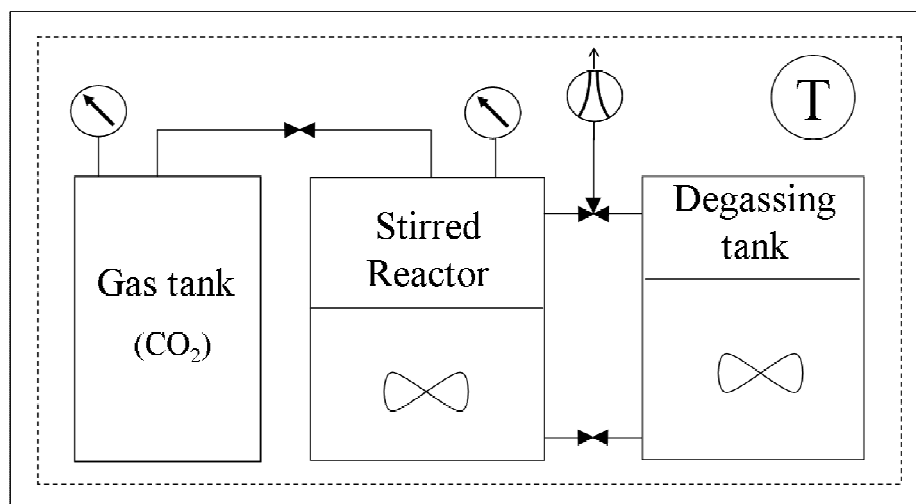 T
Degassing
tank
Stirred
Reactor
Gas tank
(CO₂)